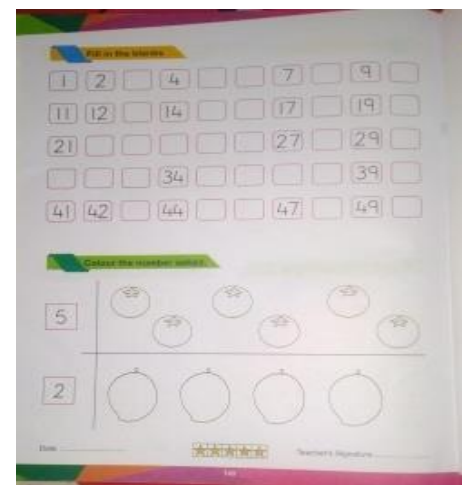 Fill in the blanks
1 2 4 7 9
11 12 14 17 19
21 27 29
34 39
41 42 44 47 49
Colour the number asked
5
2
Date
Teacher's Signature